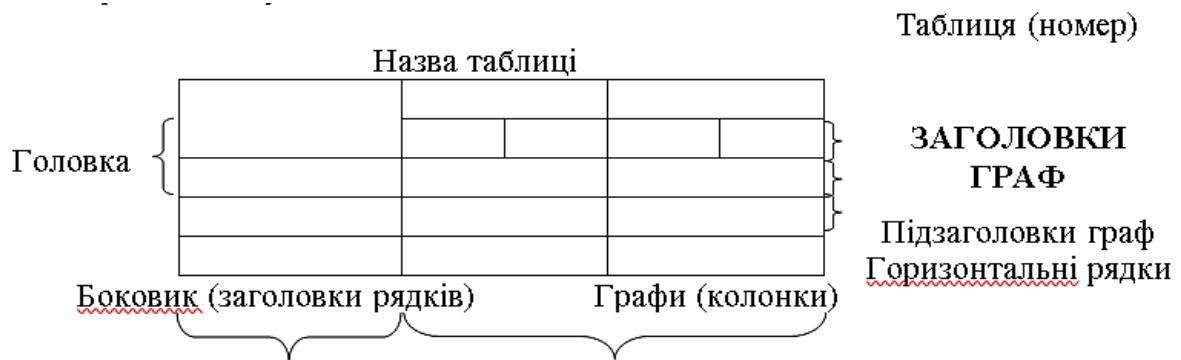 Таблиця (номер)
Назва таблиці
Головка
ЗАГОЛОВКИ
ГРАФ
Підзаголовки граф
Горизонтальні рядки
Боковик (заголовки рядків)
Графи (колонки)